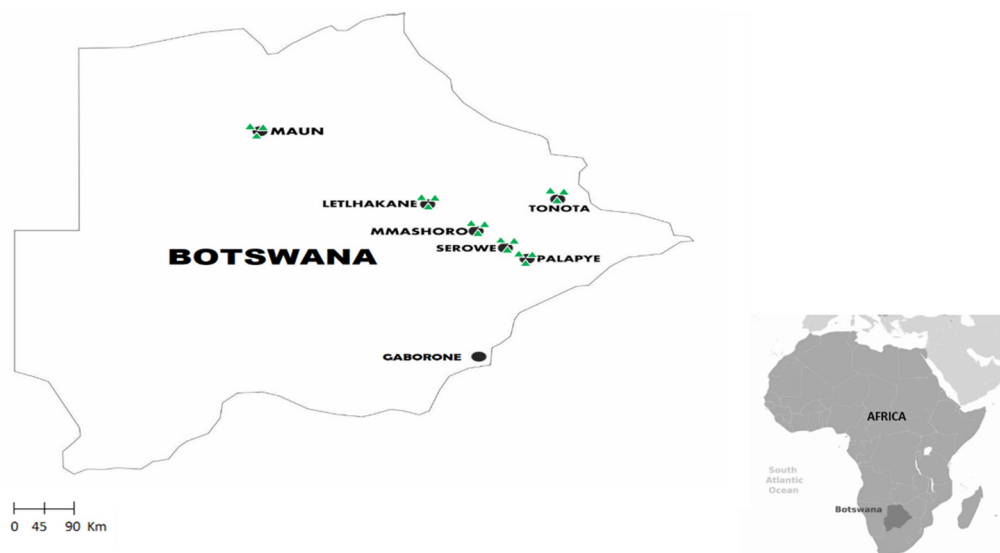 MAUN
LETLHAKANE
TONOTA
MMASHORO
SEROWE
BOTSWANA
PALAPYE
GABORONE
AFRICA
South
Atlantic
Ocean
Botswana
0 45 90 Km